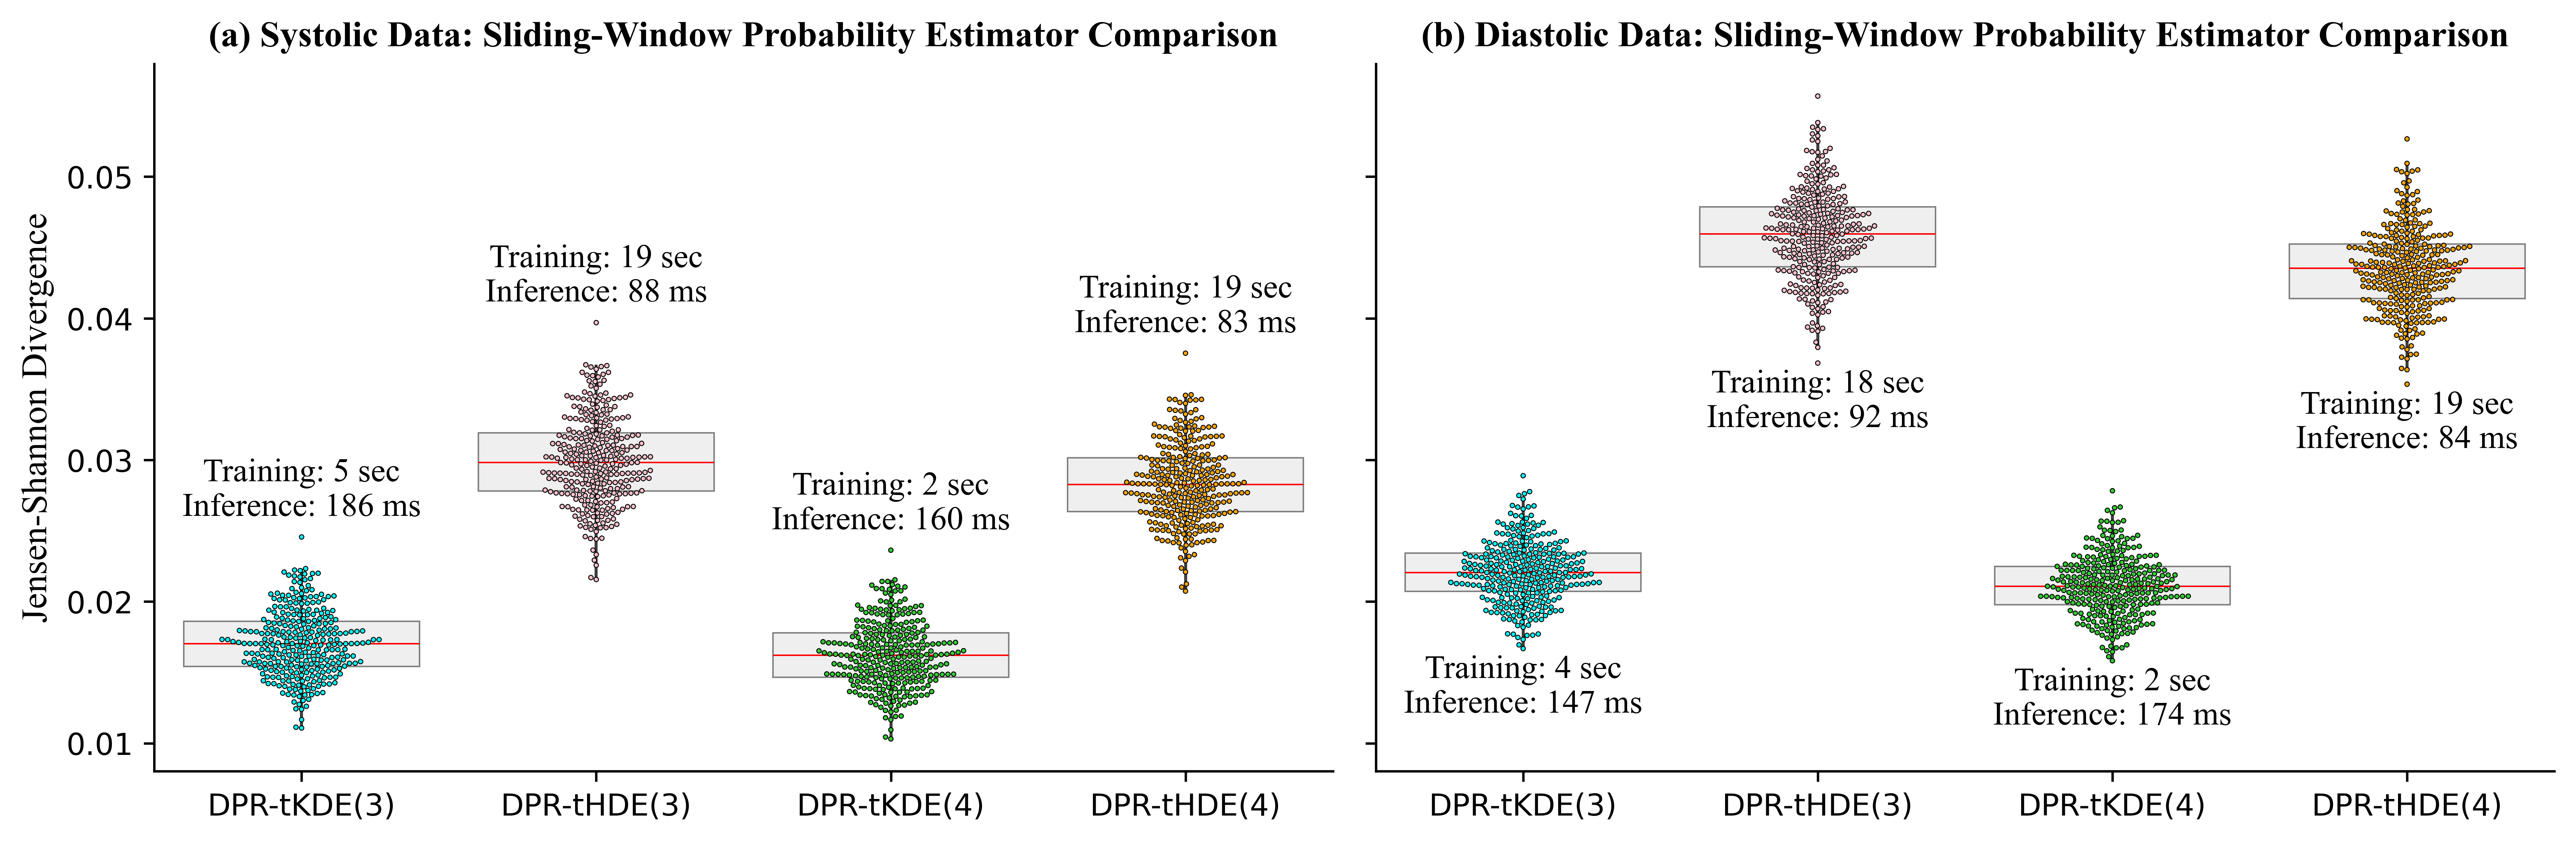 (a) Systolic Data: Sliding-Window Probability Estimator Comparison
Jensen-Shannon Divergence
0.05
0.04
0.03
0.02
0.01
Training: 5 sec
Inference: 186 ms
Training: 19 sec
Inference: 88 ms
Training: 2 sec
Inference: 160 ms
Training: 19 sec
Inference: 83 ms
DPR-tKDE(3)
DPR-tHDE(3)
DPR-tKDE(4)
DPR-tHDE(4)
(b) Diastolic Data: Sliding-Window Probability Estimator Comparison
Training: 4 sec
Inference: 147 ms
Training: 18 sec
Inference: 92 ms
Training: 2 sec
Inference: 174 ms
Training: 19 sec
Inference: 84 ms
DPR-tKDE(3)
DPR-tHDE(3)
DPR-tKDE(4)
DPR-tHDE(4)